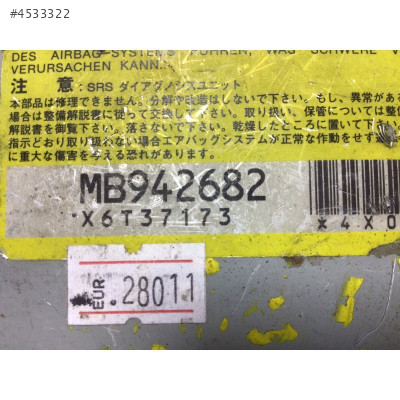 #4533322
DES AIRBAG-SYSTEMS FÜHREN, WAS SCHWERE V
VERURSACHEN KANN.
注 意 : SRS ダイアグノシスユニット
本部品は修理できません。分解や改造はしないで下さい。もし、異常があ
場合は整備解説書に従って交換して下さい。取り扱い、保管については整備
解説書を御覧下さい。落さないで下さい。乾燥したところに置いて下さい。
指示どおり取り扱わない場合エアバッグシステムが正常な作動をせず
に重大な傷害を与える恐れがあります。
MB942682
X6T37173
*4X0
EUR
.28011